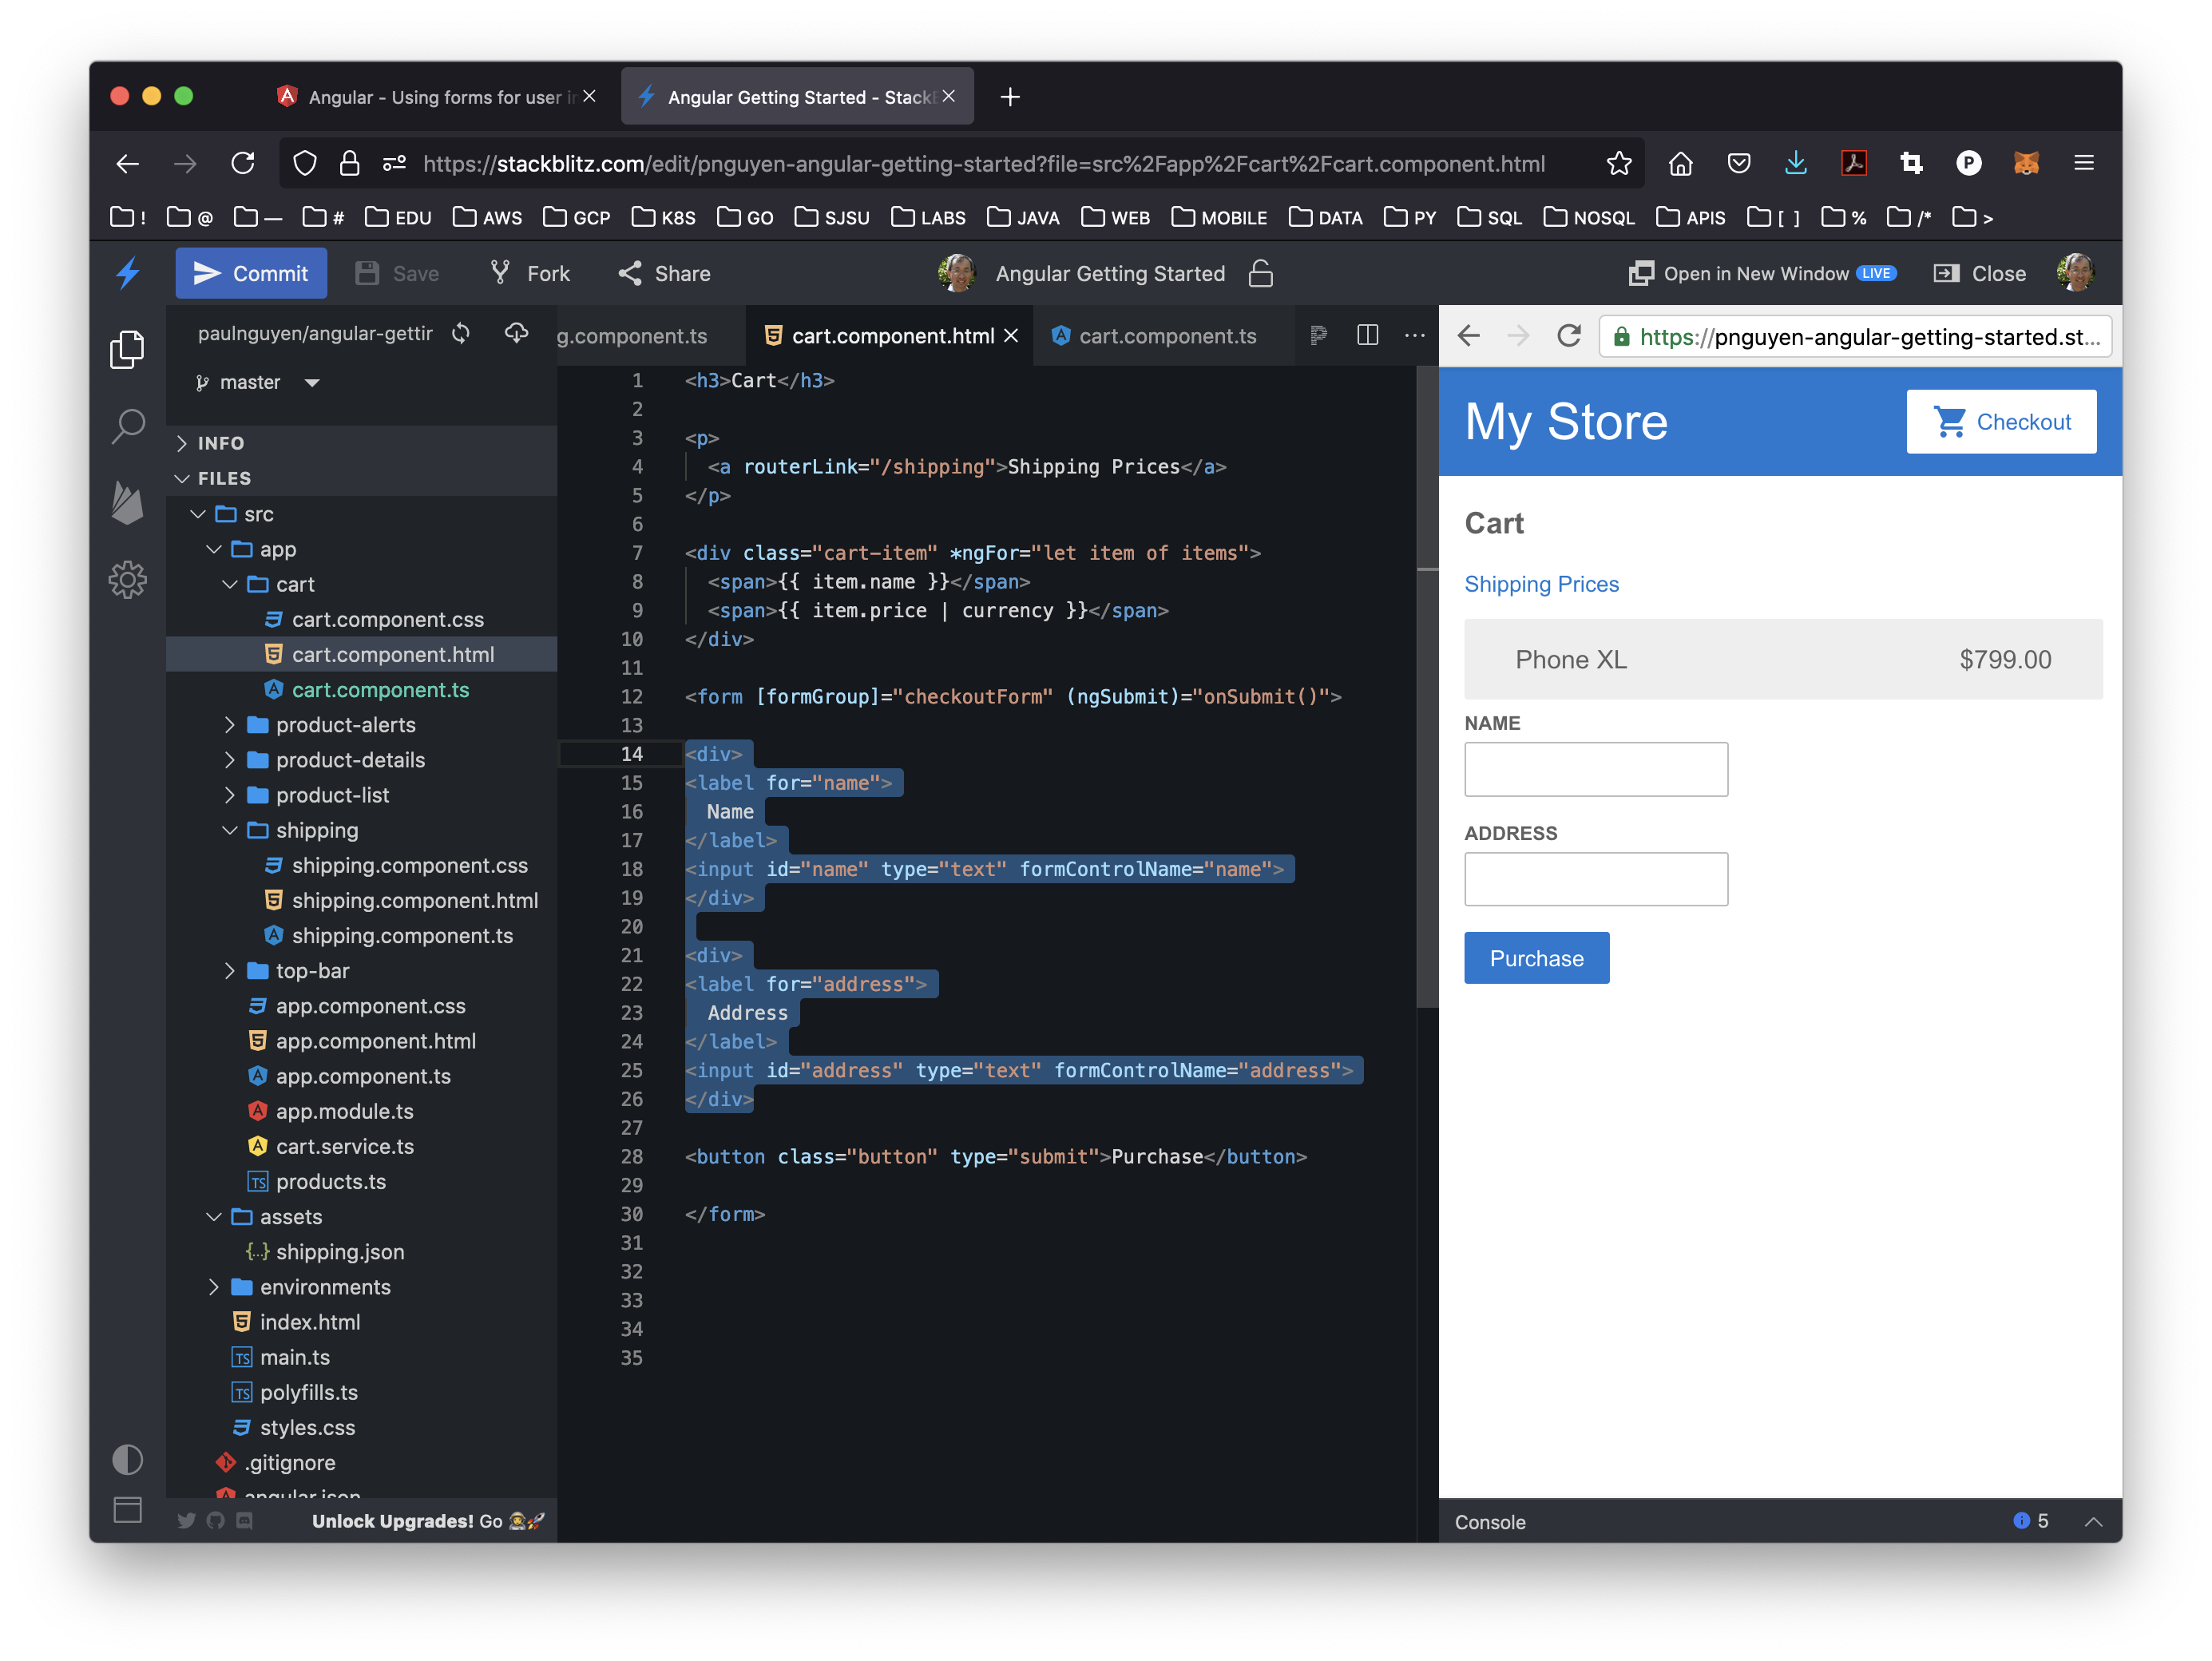 Angular - Using forms for user in
Angular Getting Started - StackB
https://stackblitz.com/edit/pnguyen-angular-getting-started?file=src%2Fapp%2Fcart%2Fcart.component.html
! @ — # EDU AWS GCP K8S GO SJSU LABS JAVA WEB MOBILE DATA PY SQL NOSQL APIS [ ] % /* >
Commit Save Fork Share Angular Getting Started Open in New Window LIVE Close
paulnguyen/angular-gettir
master
INFO
FILES
src
app
cart
cart.component.css
cart.component.html
cart.component.ts
product-alerts
product-details
product-list
shipping
shipping.component.css
shipping.component.html
shipping.component.ts
top-bar
app.component.css
app.component.html
app.component.ts
app.module.ts
cart.service.ts
products.ts
assets
shipping.json
environments
index.html
main.ts
polyfills.ts
styles.css
.gitignore
angular.json
Unlock Upgrades! Go
g.component.ts cart.component.html cart.component.ts
1 <h3>Cart</h3>
2
3 <p>
4 <a routerLink="/shipping">Shipping Prices</a>
5 </p>
6
7 <div class="cart-item" *ngFor="let item of items">
8 <span>{{ item.name }}</span>
9 <span>{{ item.price | currency }}</span>
10 </div>
11
12 <form [formGroup]="checkoutForm" (ngSubmit)="onSubmit()">
13
14 <div>
15 <label for="name">
16 Name
17 </label>
18 <input id="name" type="text" formControlName="name">
19 </div>
20
21 <div>
22 <label for="address">
23 Address
24 </label>
25 <input id="address" type="text" formControlName="address">
26 </div>
27
28 <button class="button" type="submit">Purchase</button>
29
30 </form>
31
32
33
34
35
https://pnguyen-angular-getting-started.st...
My Store
Checkout
Cart
Shipping Prices
Phone XL $799.00
NAME
ADDRESS
Purchase
Console 5